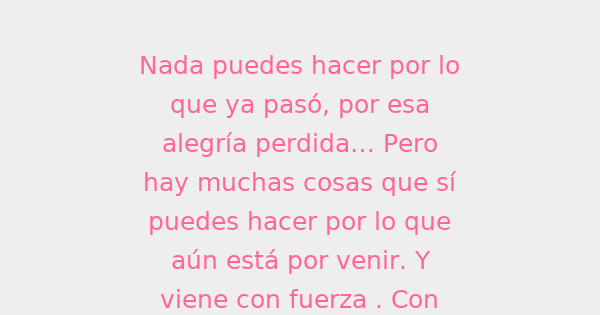 Nada puedes hacer por lo
que ya pasó, por esa
alegría perdida... Pero
hay muchas cosas que sí
puedes hacer por lo que
aún está por venir. Y
viene con fuerza . Con